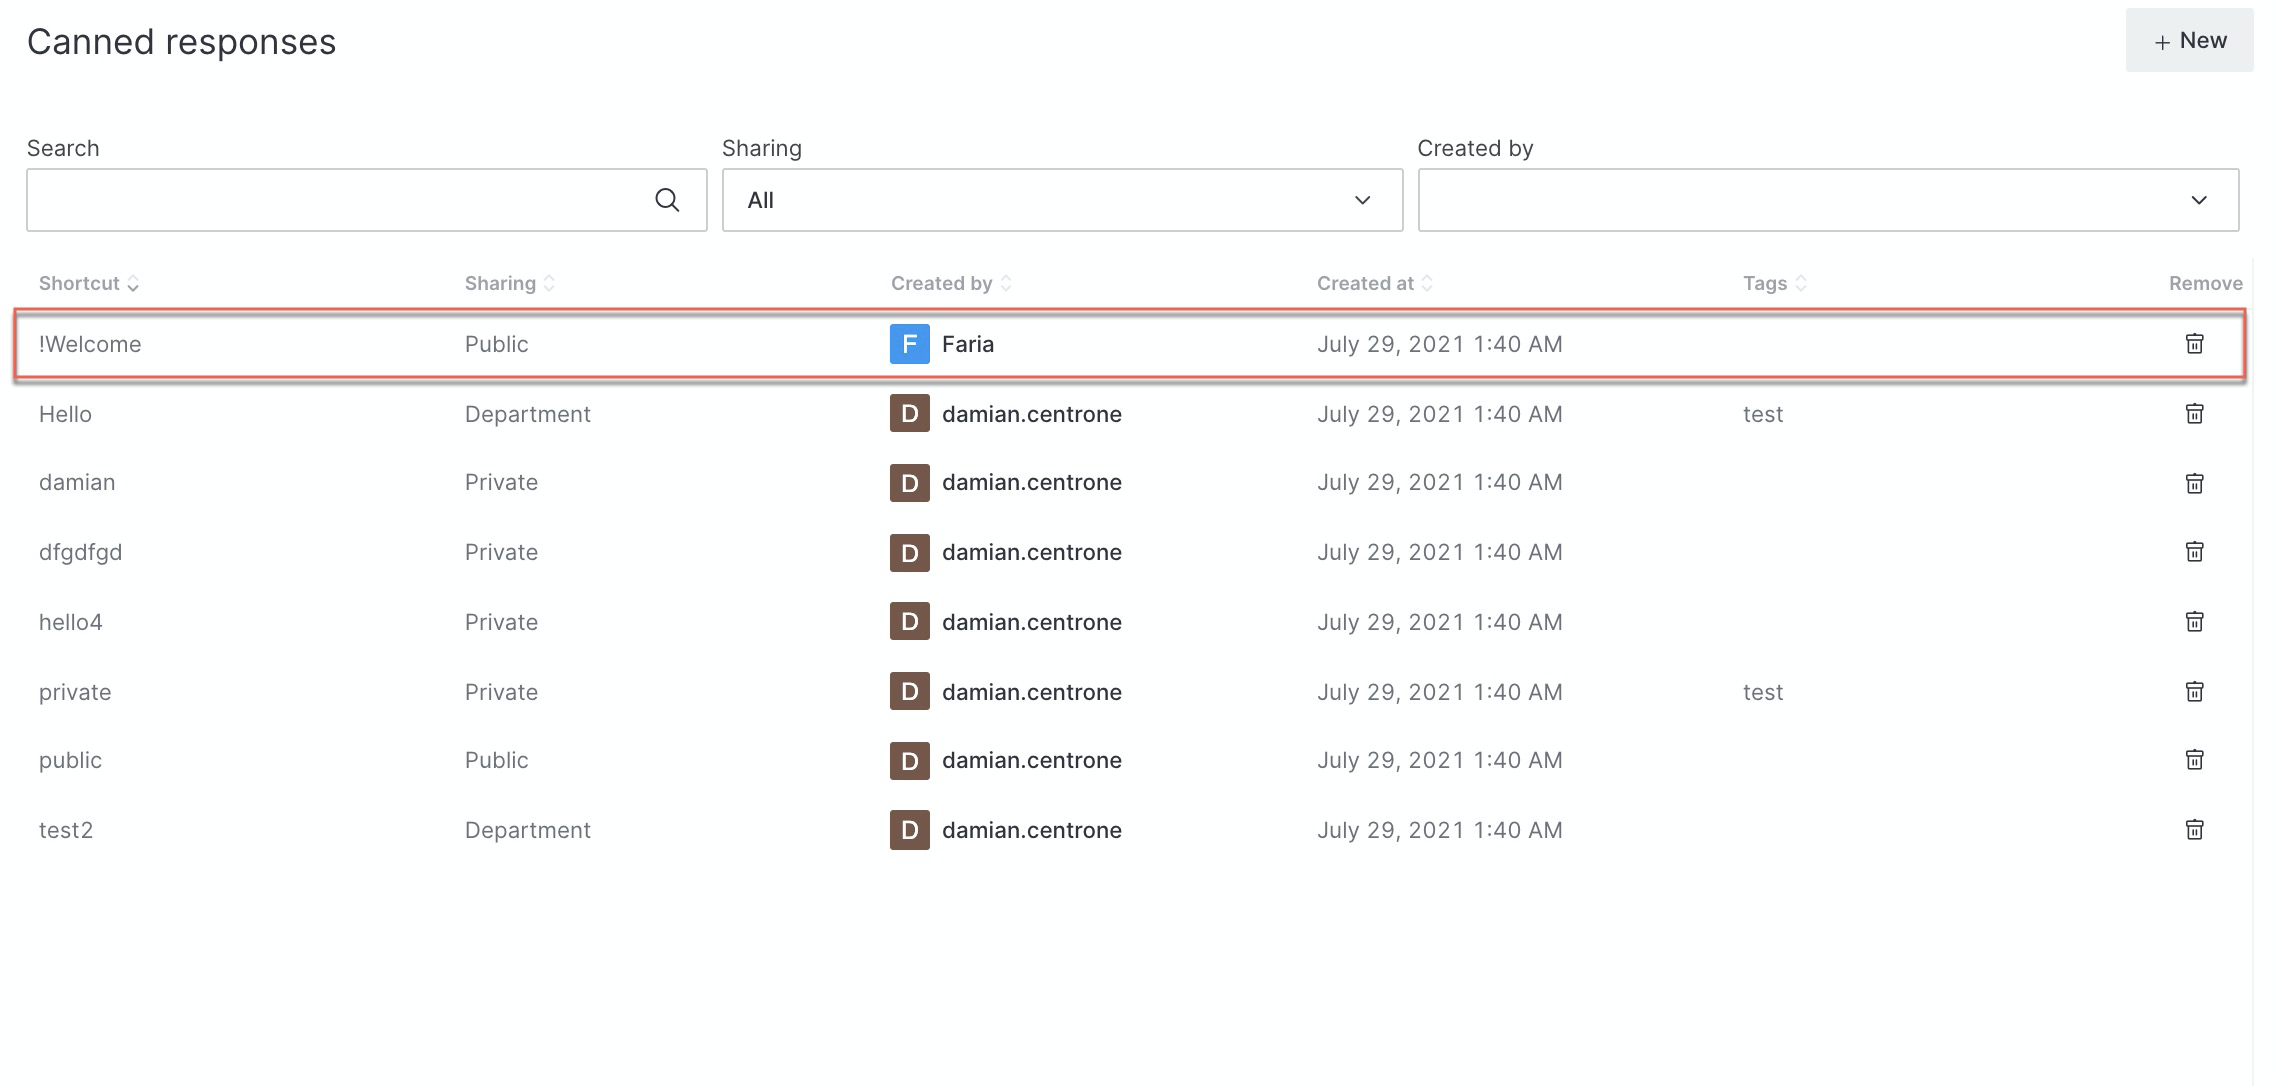 Canned responses
+ New
Search Sharing Created by
All
Shortcut Sharing Created by Created at Tags Remove
!Welcome Public F Faria July 29, 2021 1:40 AM
Hello Department D damian.centrone July 29, 2021 1:40 AM test
damian Private D damian.centrone July 29, 2021 1:40 AM
dfgdfgd Private D damian.centrone July 29, 2021 1:40 AM
hello4 Private D damian.centrone July 29, 2021 1:40 AM
private Private D damian.centrone July 29, 2021 1:40 AM test
public Public D damian.centrone July 29, 2021 1:40 AM
test2 Department D damian.centrone July 29, 2021 1:40 AM